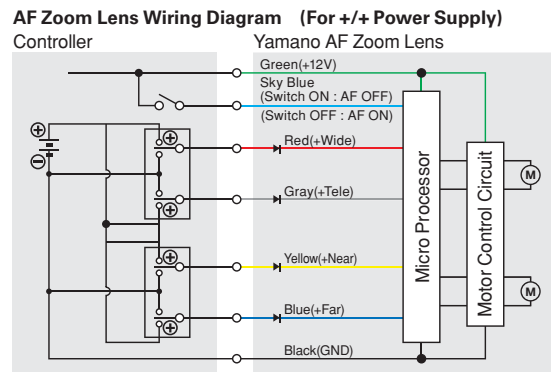 AF Zoom Lens Wiring Diagram (For +/+ Power Supply)
Controller
Yamano AF Zoom Lens
Green(+12V)
Sky Blue
(Switch ON : AF OFF)
(Switch OFF : AF ON)
Red(+Wide)
Gray(+Tele)
Yellow(+Near)
Blue(+Far)
Black(GND)
Micro Processor
Motor Control Circuit
M
M
+
−
+
+
+
+